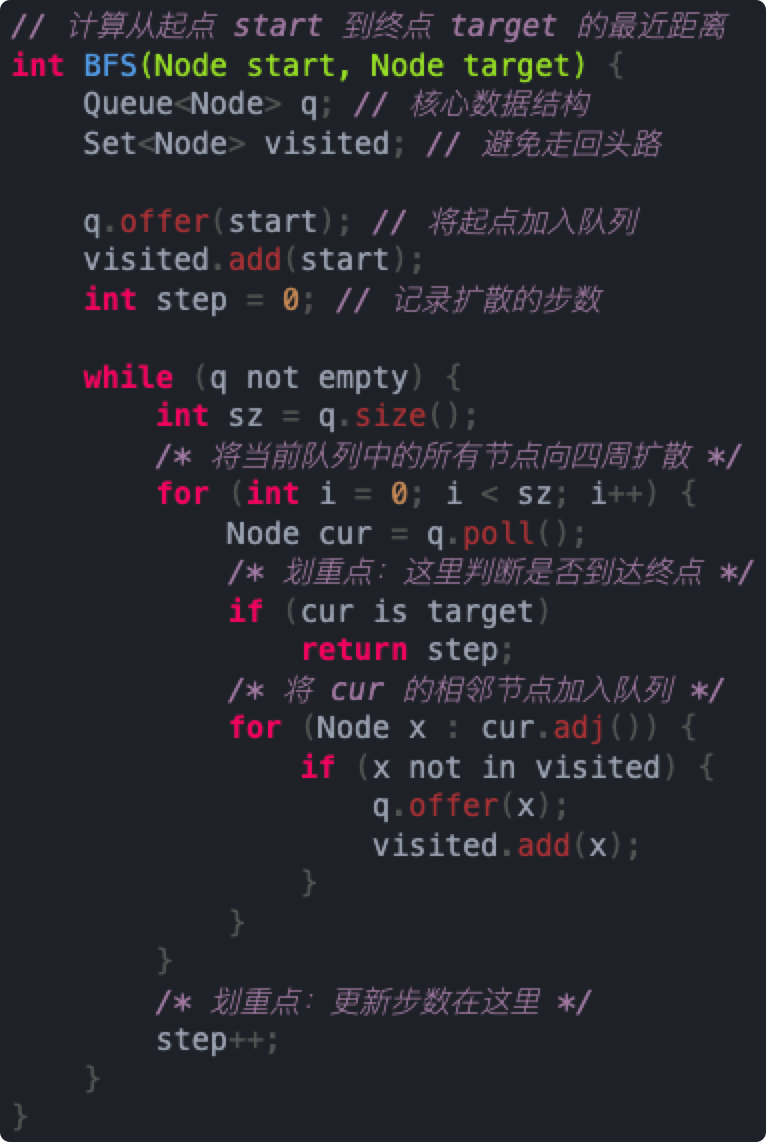 // 计算从起点 start 到终点 target 的最近距离
int BFS(Node start, Node target) {
    Queue<Node> q; // 核心数据结构
    Set<Node> visited; // 避免走回头路

    q.offer(start); // 将起点加入队列
    visited.add(start);
    int step = 0; // 记录扩散的步数

    while (q not empty) {
        int sz = q.size();
        /* 将当前队列中的所有节点向四周扩散 */
        for (int i = 0; i < sz; i++) {
            Node cur = q.poll();
            /* 划重点：这里判断是否到达终点 */
            if (cur is target)
                return step;
            /* 将 cur 的相邻节点加入队列 */
            for (Node x : cur.adj()) {
                if (x not in visited) {
                    q.offer(x);
                    visited.add(x);
                }
            }
        }
        /* 划重点：更新步数在这里 */
        step++;
    }
}